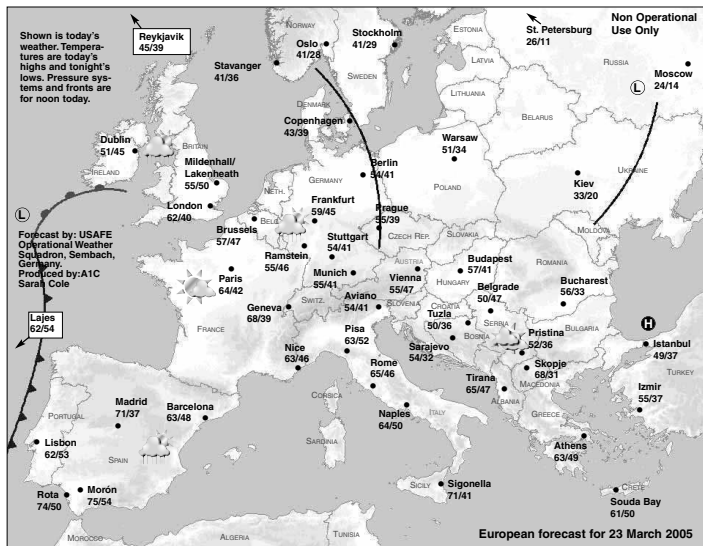 Shown is today's
weather. Tempera-
tures are today's
highs and tonight's
lows. Pressure sys-
tems and fronts are
for noon today.
Reykjavik
45/39
NORWAY
Oslo
41/28
Stockholm
41/29
Stavanger
41/36
SWEDEN
ESTONIA
LATVIA
LITHUANIA
St. Petersburg
26/11
Non Operational
Use Only
RUSSIA
Moscow
24/14
L
BELARUS
DENMARK
Copenhagen
43/39
Dublin
51/45
IRELAND
BRITAIN
Mildenhall/
Lakenheath
55/50
London
62/40
NETH.
GERMANY
Berlin
54/41
Warsaw
51/34
POLAND
Kiev
33/20
UKRAINE
MOLDOVA
L
Forecast by: USAFE
Operational Weather
Squadron, Sembach,
Germany.
Produced by:A1C
Sarah Cole
Brussels
57/47
BELG.
Frankfurt
59/45
Prague
55/39
CZECH REP.
SLOVAKIA
Ramstein
55/46
Stuttgart
54/41
Munich
55/41
AUSTRIA
Vienna
55/47
Budapest
57/41
HUNGARY
ROMANIA
Paris
64/42
FRANCE
Geneva
68/39
SWITZ.
Aviano
54/41
SLOVENIA
CROATIA
Belgrade
50/47
Bucharest
56/33
Lajes
62/54
Tuzla
50/36
BOSNIA
SERBIA
Sarajevo
54/32
Pristina
52/36
BULGARIA
H
Istanbul
49/37
Nice
63/46
Pisa
63/52
Rome
65/46
Skopje
68/31
MACEDONIA
Tirana
65/47
ALBANIA
TURKEY
Izmir
55/37
Madrid
71/37
Barcelona
63/48
CORSICA
Naples
64/50
ITALY
GREECE
Athens
63/49
PORTUGAL
Lisbon
62/53
SPAIN
SARDINIA
Rota
74/50
Morón
75/54
SICILY
Sigonella
71/41
CRETE
Souda Bay
61/50
MOROCCO
ALGERIA
TUNISIA
European forecast for 23 March 2005